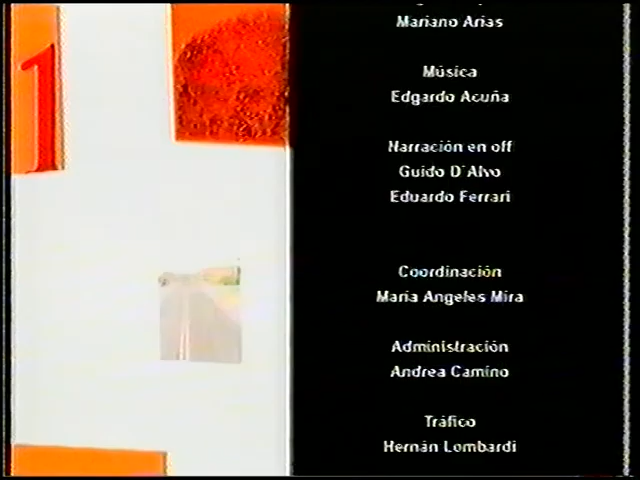 1
Mariano Arias
Música
Edgardo Acuña
Narración en off
Guido D'Alvo
Eduardo Ferrari
Coordinación
María Angeles Mira
Administración
Andrea Camino
Tráfico
Hernán Lombardi